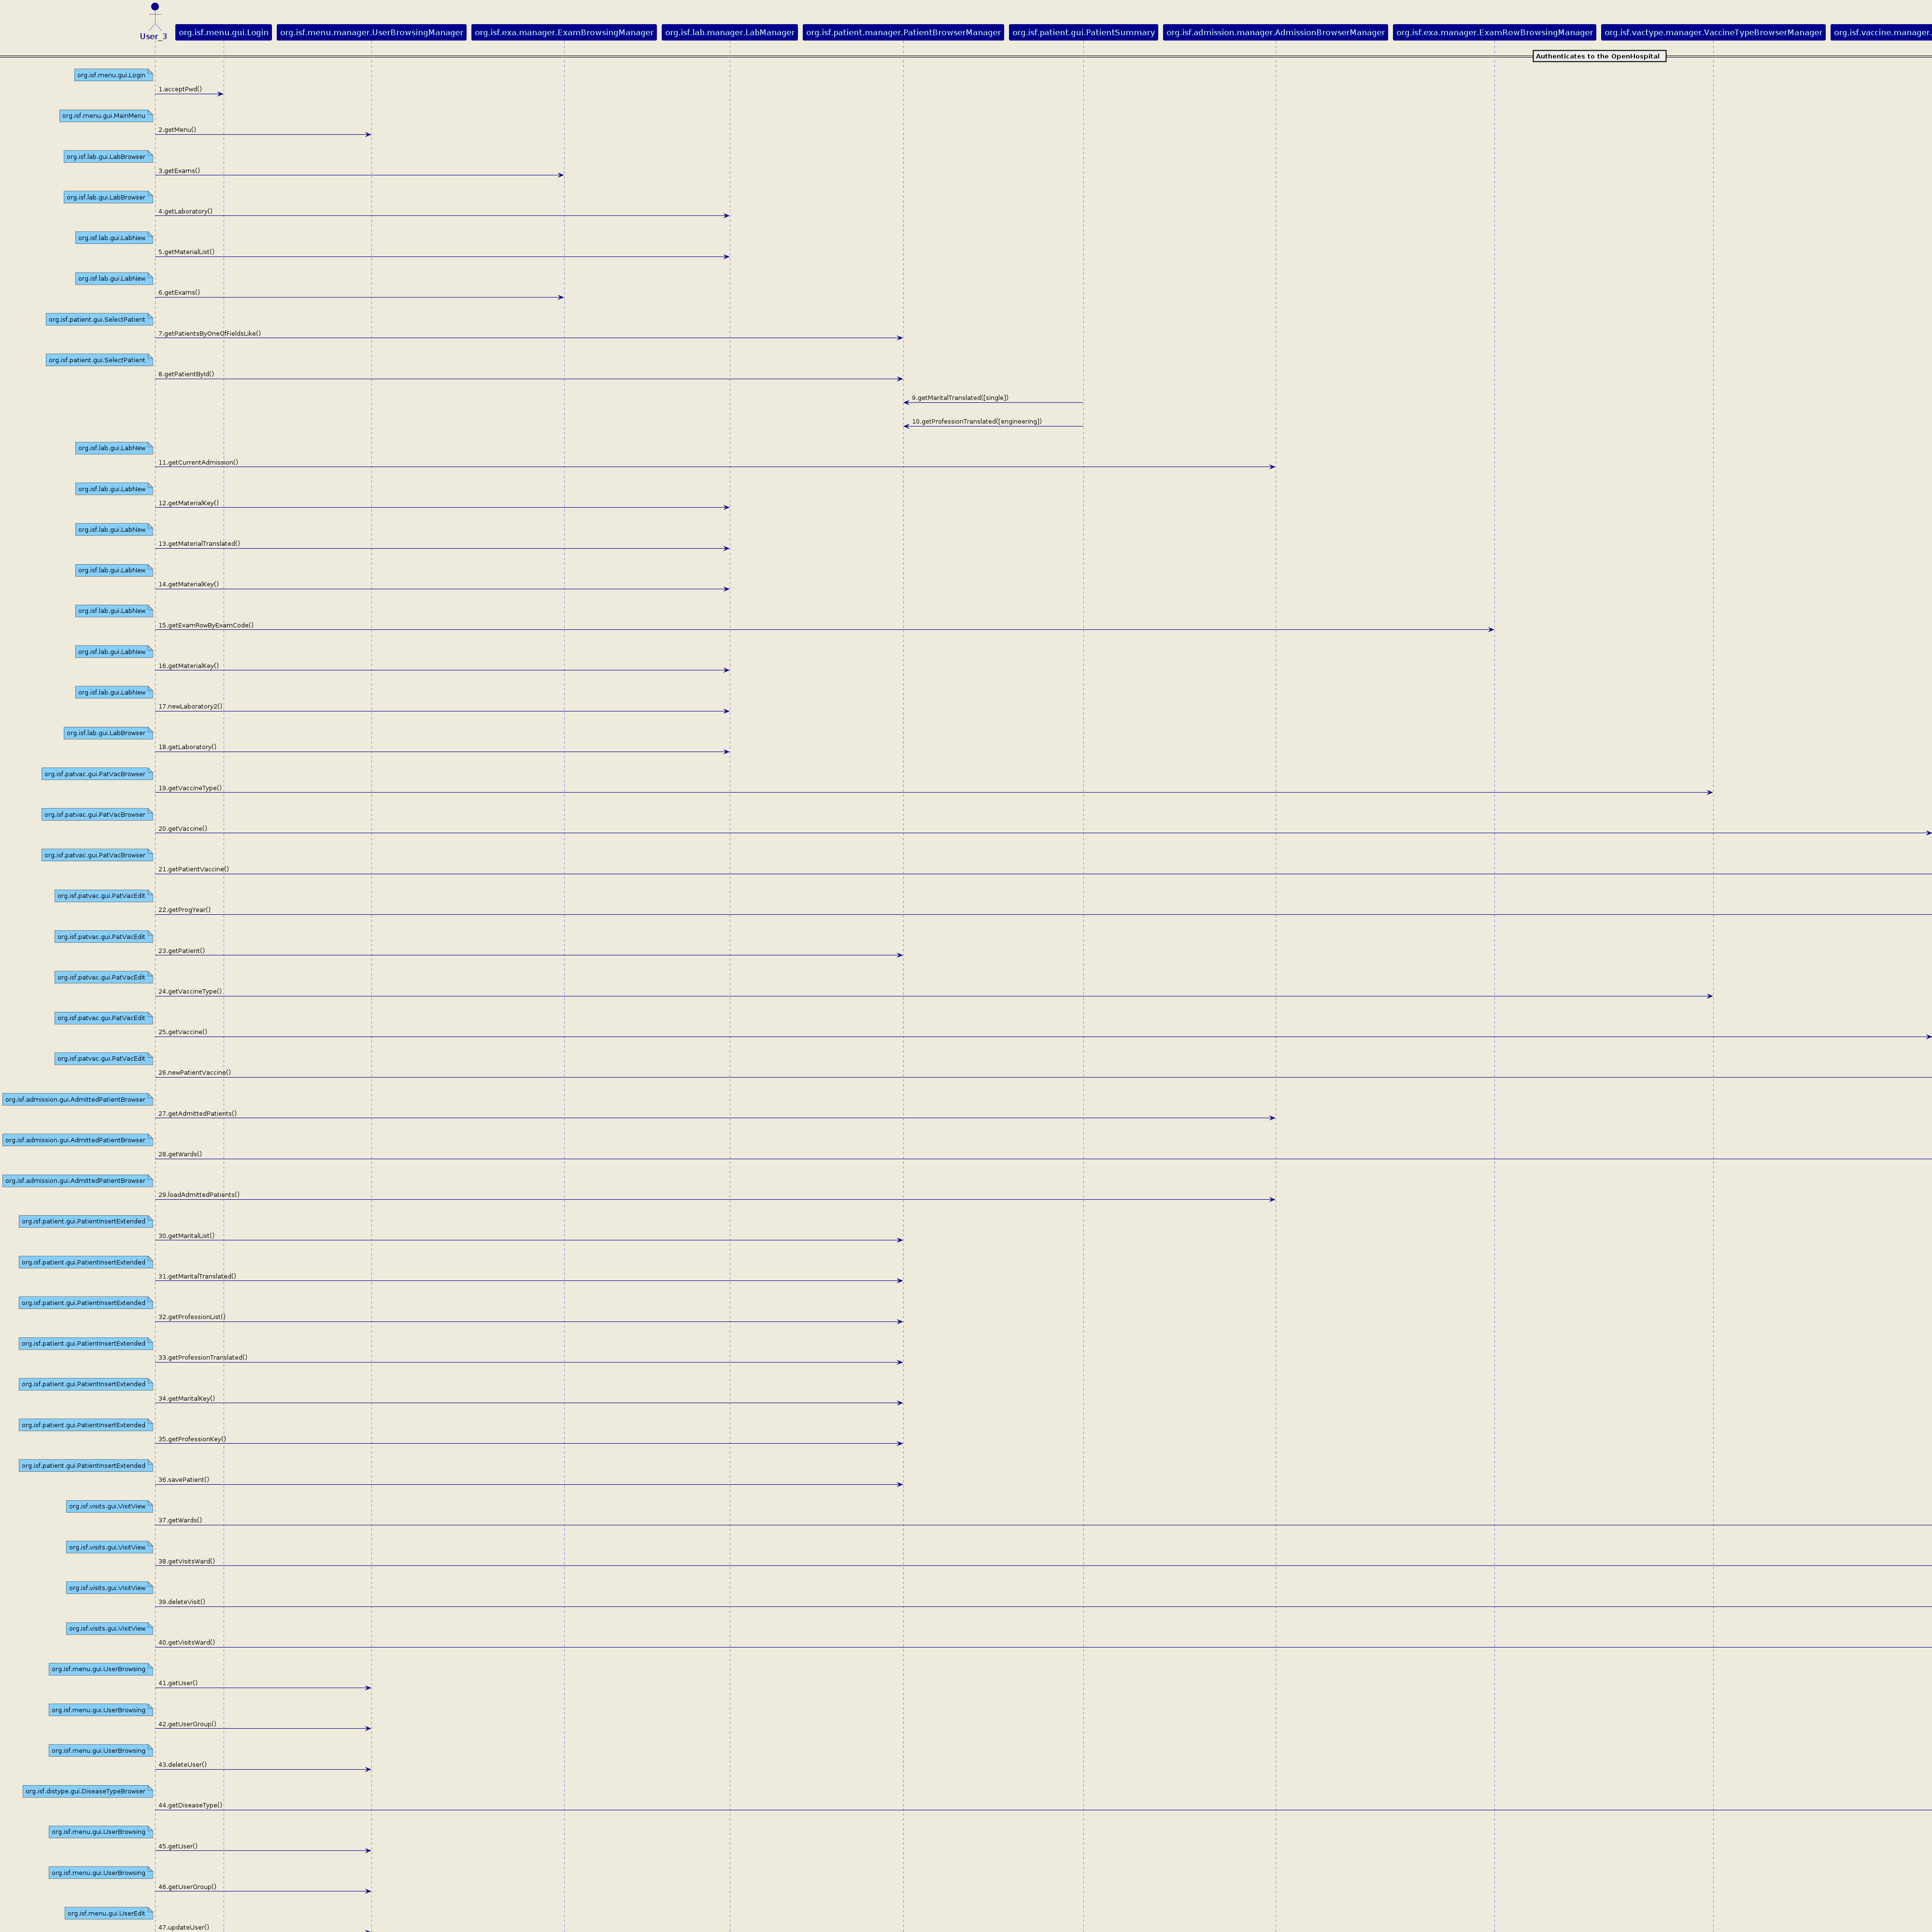 User_3
org.isf.menu.gui.Login
org.isf.menu.manager.UserBrowsingManager
org.isf.exa.manager.ExamBrowsingManager
org.isf.lab.manager.LabManager
org.isf.patient.manager.PatientBrowserManager
org.isf.patient.gui.PatientSummary
org.isf.admission.manager.AdmissionBrowserManager
org.isf.exa.manager.ExamRowBrowsingManager
org.isf.vactype.manager.VaccineTypeBrowserManager
org.isf.vaccine.manager.
Authenticates to the OpenHospital
org.isf.menu.gui.Login
1.acceptPwd()
org.isf.menu.gui.MainMenu
2.getMenu()
org.isf.lab.gui.LabBrowser
3.getExams()
org.isf.lab.gui.LabBrowser
4.getLaboratory()
org.isf.lab.gui.LabNew
5.getMaterialList()
org.isf.lab.gui.LabNew
6.getExams()
org.isf.patient.gui.SelectPatient
7.getPatientsByOneOfFieldsLike()
org.isf.patient.gui.SelectPatient
8.getPatientById()
9.getMaritalTranslated([single])
10.getProfessionTranslated([engineering])
org.isf.lab.gui.LabNew
11.getCurrentAdmission()
org.isf.lab.gui.LabNew
12.getMaterialKey()
org.isf.lab.gui.LabNew
13.getMaterialTranslated()
org.isf.lab.gui.LabNew
14.getMaterialKey()
org.isf.lab.gui.LabNew
15.getExamRowByExamCode()
org.isf.lab.gui.LabNew
16.getMaterialKey()
org.isf.lab.gui.LabNew
17.newLaboratory2()
org.isf.lab.gui.LabBrowser
18.getLaboratory()
org.isf.patvac.gui.PatVacBrowser
19.getVaccineType()
org.isf.patvac.gui.PatVacBrowser
20.getVaccine()
org.isf.patvac.gui.PatVacBrowser
21.getPatientVaccine()
org.isf.patvac.gui.PatVacEdit
22.getProgYear()
org.isf.patvac.gui.PatVacEdit
23.getPatient()
org.isf.patvac.gui.PatVacEdit
24.getVaccineType()
org.isf.patvac.gui.PatVacEdit
25.getVaccine()
org.isf.patvac.gui.PatVacEdit
26.newPatientVaccine()
org.isf.admission.gui.AdmittedPatientBrowser
27.getAdmittedPatients()
org.isf.admission.gui.AdmittedPatientBrowser
28.getWards()
org.isf.admission.gui.AdmittedPatientBrowser
29.loadAdmittedPatients()
org.isf.patient.gui.PatientInsertExtended
30.getMaritalList()
org.isf.patient.gui.PatientInsertExtended
31.getMaritalTranslated()
org.isf.patient.gui.PatientInsertExtended
32.getProfessionList()
org.isf.patient.gui.PatientInsertExtended
33.getProfessionTranslated()
org.isf.patient.gui.PatientInsertExtended
34.getMaritalKey()
org.isf.patient.gui.PatientInsertExtended
35.getProfessionKey()
org.isf.patient.gui.PatientInsertExtended
36.savePatient()
org.isf.visits.gui.VisitView
37.getWards()
org.isf.visits.gui.VisitView
38.getVisitsWard()
org.isf.visits.gui.VisitView
39.deleteVisit()
org.isf.visits.gui.VisitView
40.getVisitsWard()
org.isf.menu.gui.UserBrowsing
41.getUser()
org.isf.menu.gui.UserBrowsing
42.getUserGroup()
org.isf.menu.gui.UserBrowsing
43.deleteUser()
org.isf.distype.gui.DiseaseTypeBrowser
44.getDiseaseType()
org.isf.menu.gui.UserBrowsing
45.getUser()
org.isf.menu.gui.UserBrowsing
46.getUserGroup()
org.isf.menu.gui.UserEdit
47.updateUser()